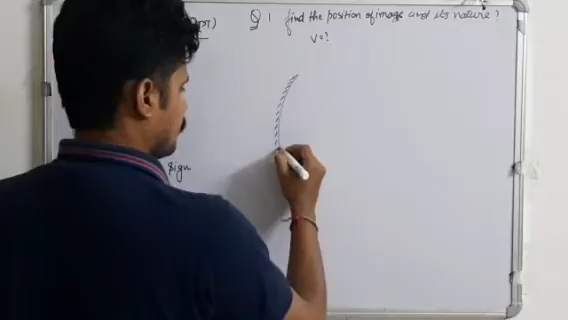 Q 1 find the position of image and its nature?
v=?
sign